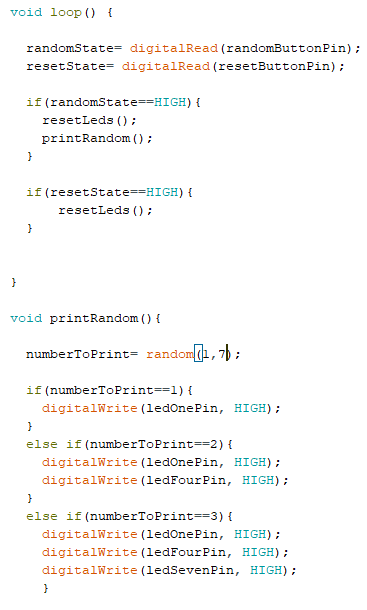 void loop() {
randomState= digitalRead(randomButtonPin);
resetState= digitalRead(resetButtonPin);
if(randomState==HIGH){
resetLeds();
printRandom();
}
if(resetState==HIGH){
resetLeds();
}
}
void printRandom(){
numberToPrint= random(1,7);
if(numberToPrint==1){
digitalWrite(ledOnePin, HIGH);
}
else if(numberToPrint==2){
digitalWrite(ledOnePin, HIGH);
digitalWrite(ledFourPin, HIGH);
}
else if(numberToPrint==3){
digitalWrite(ledOnePin, HIGH);
digitalWrite(ledFourPin, HIGH);
digitalWrite(ledSevenPin, HIGH);
}